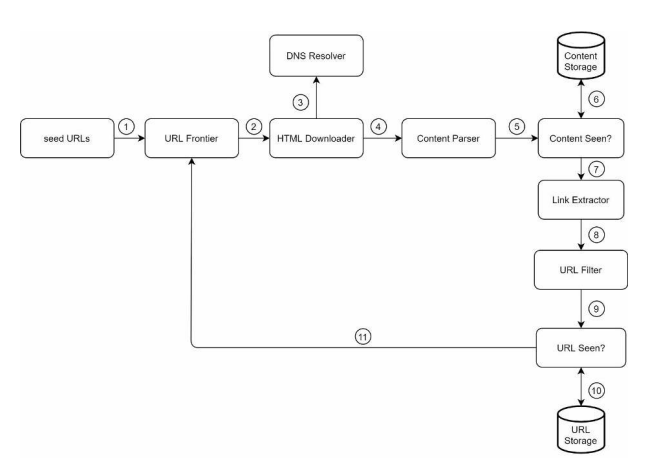 DNS Resolver
Content
Storage
3
6
seed URLs
1
URL Frontier
2
HTML Downloader
4
Content Parser
5
Content Seen?
7
Link Extractor
8
URL Filter
9
11
URL Seen?
10
URL
Storage